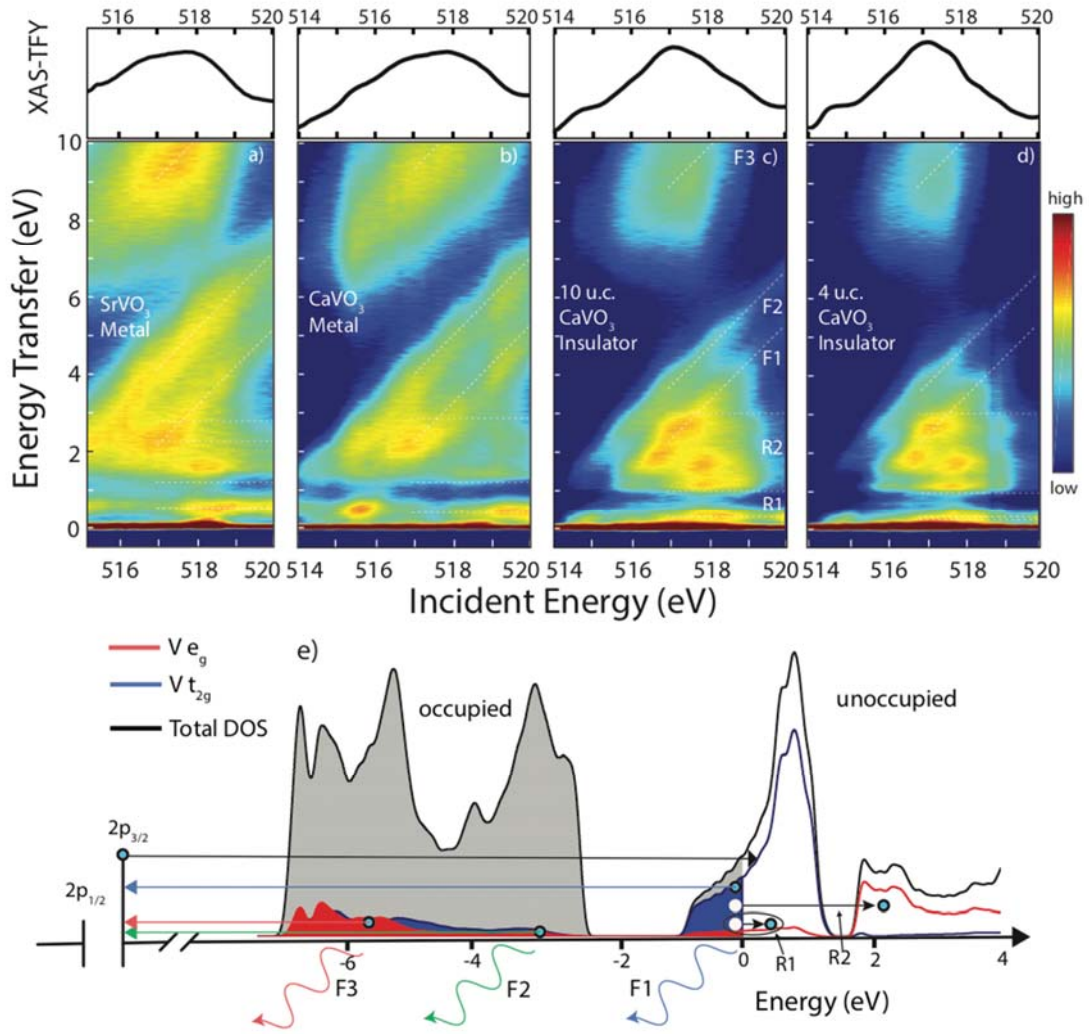 516 518 520 514 516 518 520 514 516 518 520 514 516 518 520
XAS-TFY
10 a) b) F3 c) d)
high
8
Energy Transfer (eV)
6
SrVO3
Metal
CaVO3
Metal
10 u.c.
CaVO3
Insulator
F2
4 u.c.
CaVO3
Insulator
F1
4
2
R2
low
R1
0
516 518 520 514 516 518 520 514 516 518 520 514 516 518 520
Incident Energy (eV)
V eg
e)
V t2g
occupied
unoccupied
Total DOS
2p3/2
2p1/2
-6 -4 -2 0 2 4
R1
R2
F3 F2 F1
Energy (eV)